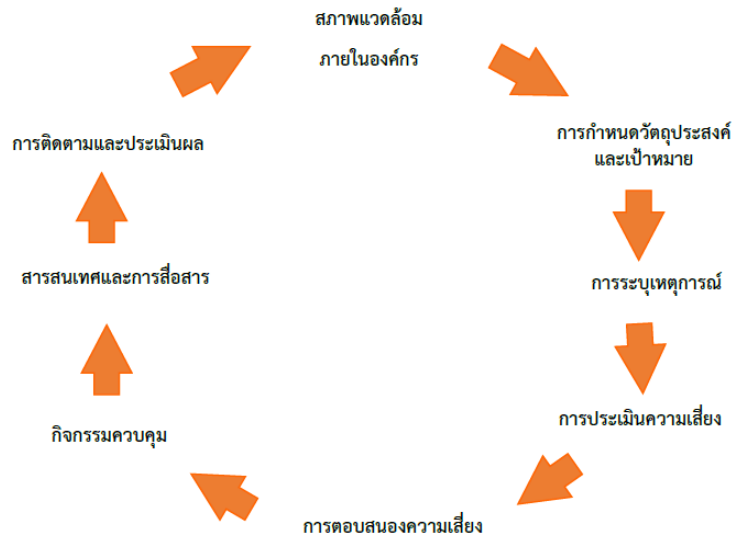 สภาพแวดล้อม
ภายในองค์กร
การกำหนดวัตถุประสงค์
และเป้าหมาย
การระบุเหตุการณ์
การประเมินความเสี่ยง
การตอบสนองความเสี่ยง
กิจกรรมควบคุม
สารสนเทศและการสื่อสาร
การติดตามและประเมินผล